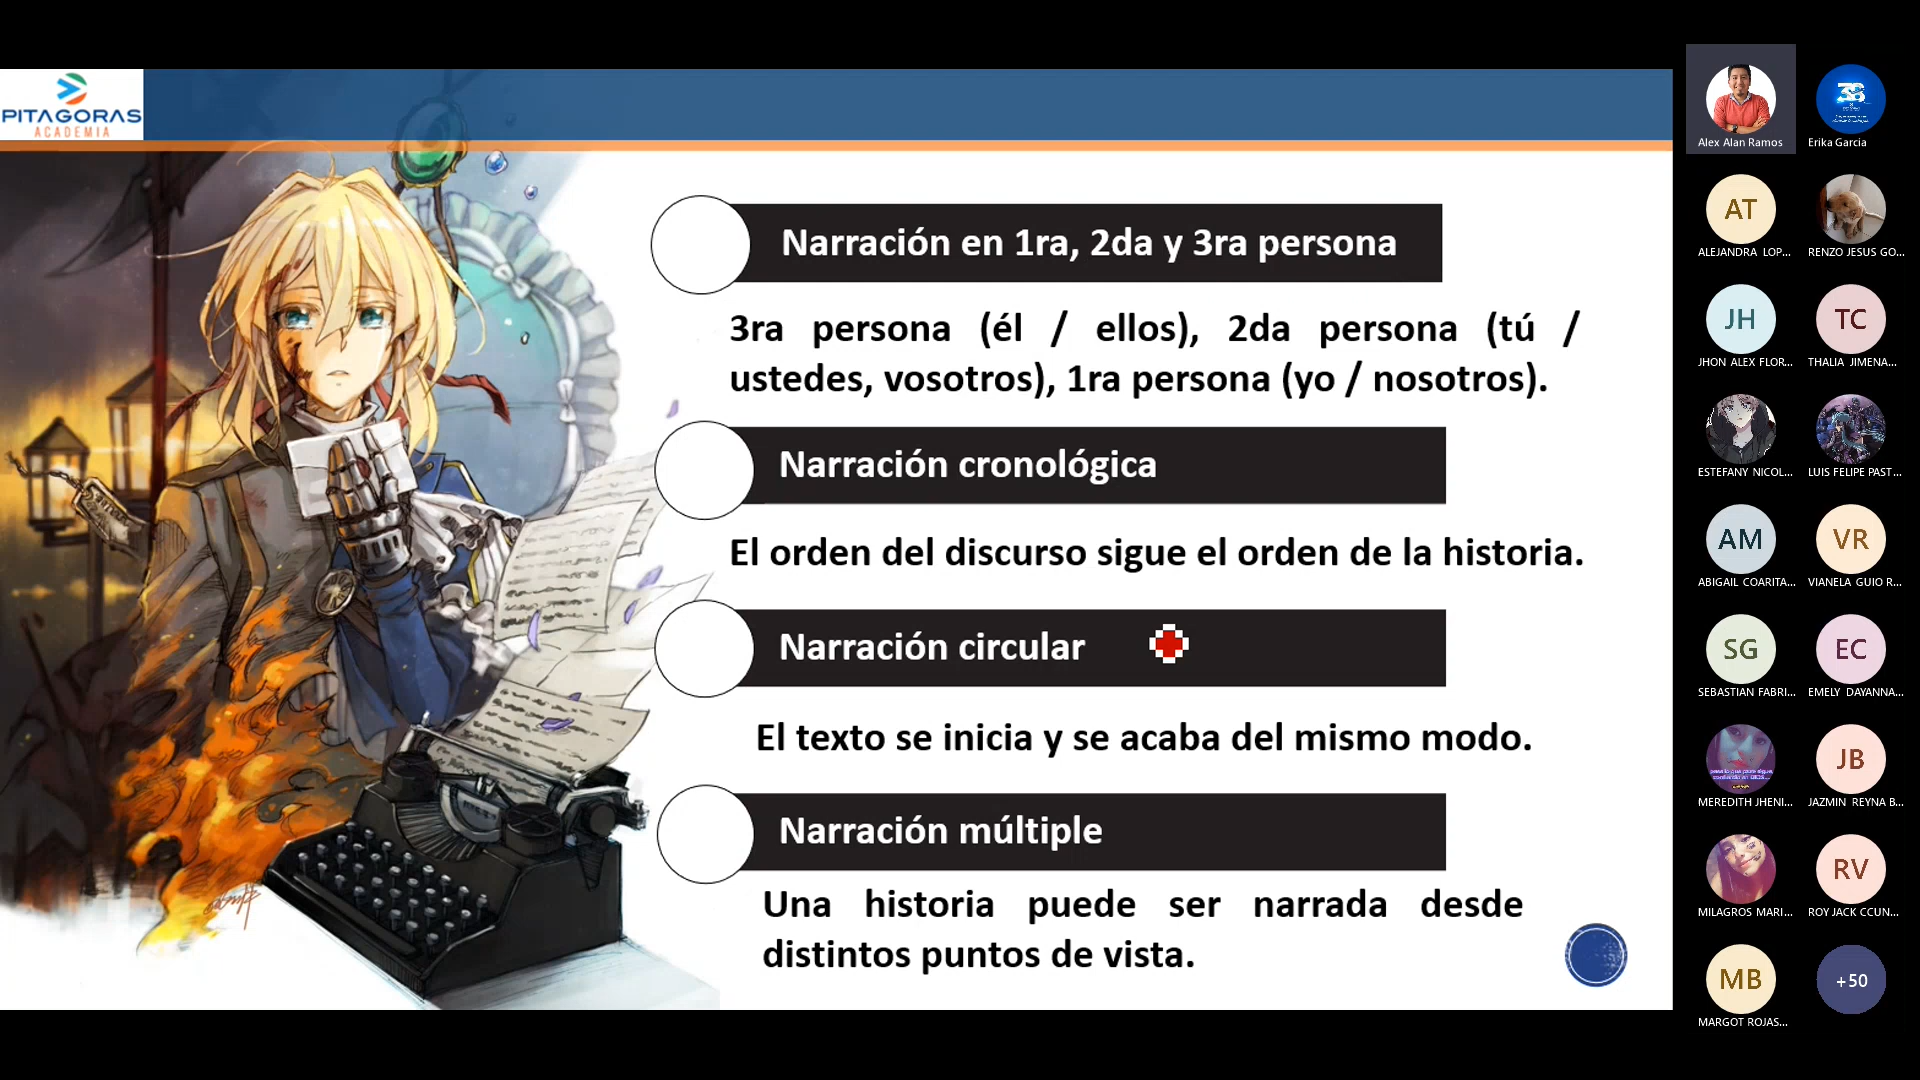 PITAGORAS
ACADEMIA
Narración en 1ra, 2da y 3ra persona
3ra persona (él / ellos), 2da persona (tú /
ustedes, vosotros), 1ra persona (yo / nosotros).
Narración cronológica
El orden del discurso sigue el orden de la historia.
Narración circular
El texto se inicia y se acaba del mismo modo.
Narración múltiple
Una historia puede ser narrada desde
distintos puntos de vista.
Alex Alan Ramos
38
Erika Garcia
AT
ALEJANDRA LOP...
RENZO JESUS GO...
JH
JHON ALEX FLOR...
TC
THALIA JIMENA...
ESTEFANY NICOL...
LUIS FELIPE PAST...
AM
ABIGAIL COARITA...
VR
VIANELA GUIO R...
SG
SEBASTIAN FABRI...
EC
EMELY DAYANNA...
MEREDITH JHENI...
JB
JAZMIN REYNA B...
MILAGROS MARI...
RV
ROY JACK CCUN...
MB
MARGOT ROJAS...
+50